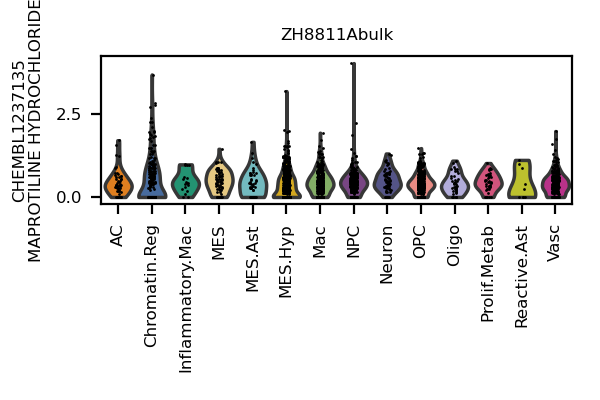 ZH8811Abulk
CHEMBL1237135
MAPROTILINE HYDROCHLORIDE
2.5
0.0
AC
Chromatin.Reg
Inflammatory.Mac
MES
MES.Ast
MES.Hyp
Mac
NPC
Neuron
OPC
Oligo
Prolif.Metab
Reactive.Ast
Vasc